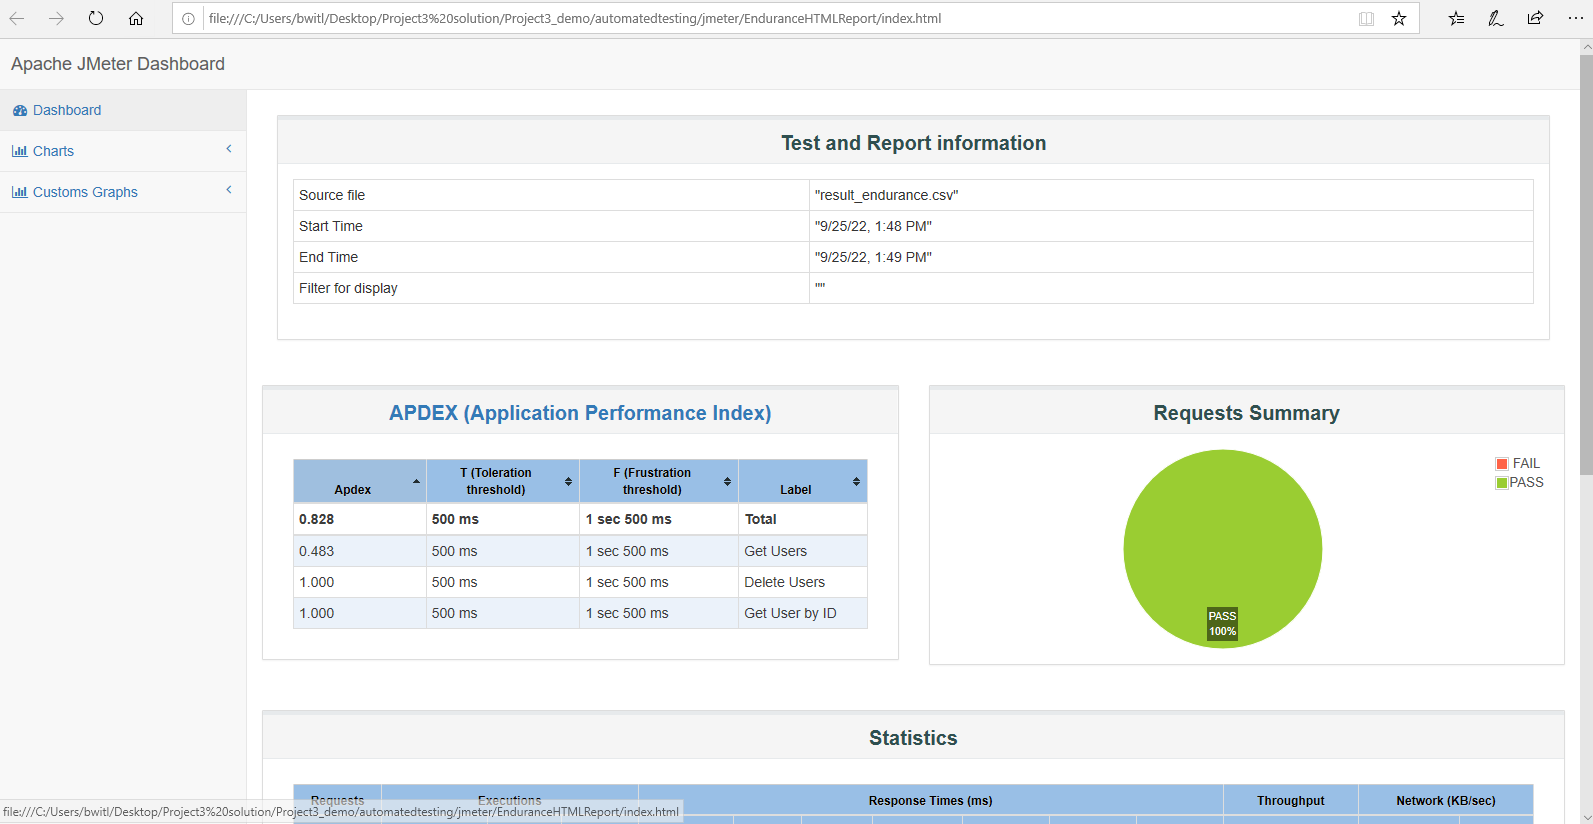 file:///C:/Users/bwitl/Desktop/Project3%20solution/Project3_demo/automatedtesting/jmeter/EnduranceHTMLReport/index.html
Apache JMeter Dashboard
Dashboard
Charts
Customs Graphs
Test and Report information
Source file "result_endurance.csv"
Start Time "9/25/22, 1:48 PM"
End Time "9/25/22, 1:49 PM"
Filter for display ""
APDEX (Application Performance Index)
Apdex T (Toleration threshold) F (Frustration threshold) Label
0.828 500 ms 1 sec 500 ms Total
0.483 500 ms 1 sec 500 ms Get Users
1.000 500 ms 1 sec 500 ms Delete Users
1.000 500 ms 1 sec 500 ms Get User by ID
Requests Summary
FAIL
PASS
PASS
100%
Statistics
Requests Executions Response Times (ms) Throughput Network (KB/sec)
file:///C:/Users/bwitl/Desktop/Project3%20solution/Project3_demo/automatedtesting/jmeter/EnduranceHTMLReport/index.html